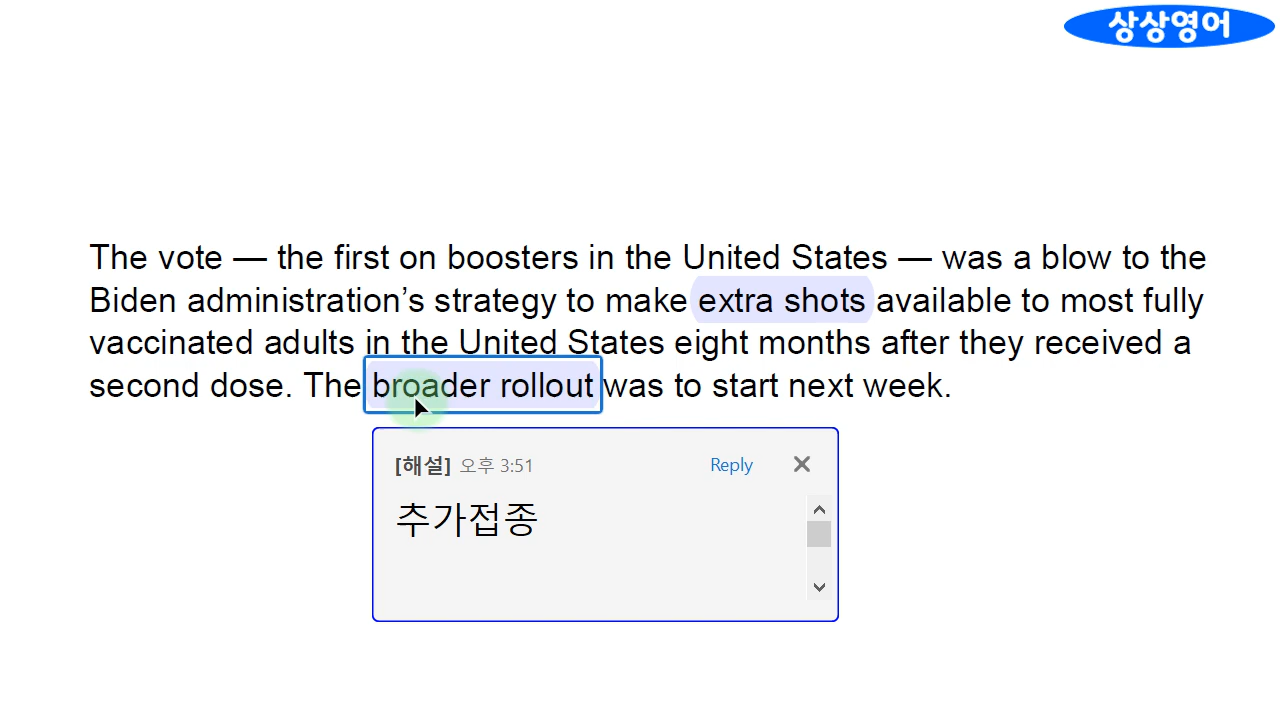 상상영어
The vote — the first on boosters in the United States — was a blow to the
Biden administration’s strategy to make extra shots available to most fully
vaccinated adults in the United States eight months after they received a
second dose. The broader rollout was to start next week.
[해설] 오후 3:51 Reply
추가접종